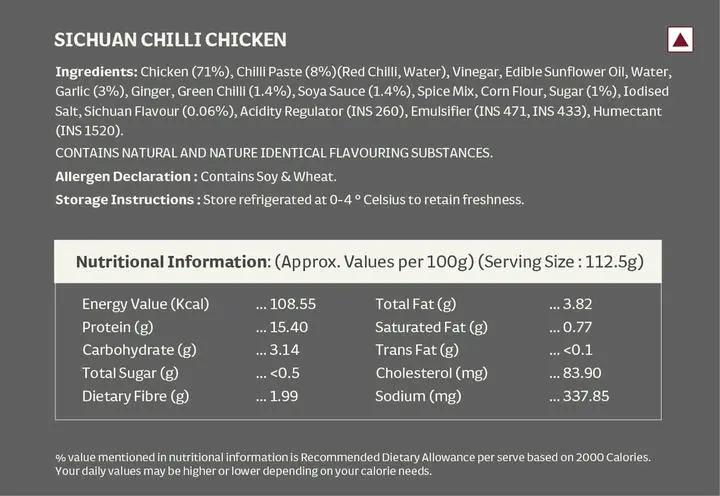 SICHUAN CHILLI CHICKEN
Ingredients: Chicken (71%), Chilli Paste (8%)(Red Chilli, Water), Vinegar, Edible Sunflower Oil, Water,
Garlic (3%), Ginger, Green Chilli (1.4%), Soya Sauce (1.4%), Spice Mix, Corn Flour, Sugar (1%), Iodised
Salt, Sichuan Flavour (0.06%), Acidity Regulator (INS 260), Emulsifier (INS 471, INS 433), Humectant
(INS 1520).
CONTAINS NATURAL AND NATURE IDENTICAL FLAVOURING SUBSTANCES.
Allergen Declaration : Contains Soy & Wheat.
Storage Instructions : Store refrigerated at 0-4 ° Celsius to retain freshness.
Nutritional Information: (Approx. Values per 100g) (Serving Size : 112.5g)
Energy Value (Kcal) ... 108.55 Total Fat (g) ... 3.82
Protein (g) ... 15.40 Saturated Fat (g) ... 0.77
Carbohydrate (g) ... 3.14 Trans Fat (g) ... <0.1
Total Sugar (g) ... <0.5 Cholesterol (mg) ... 83.90
Dietary Fibre (g) ... 1.99 Sodium (mg) ... 337.85
% value mentioned in nutritional information is Recommended Dietary Allowance per serve based on 2000 Calories.
Your daily values may be higher or lower depending on your calorie needs.